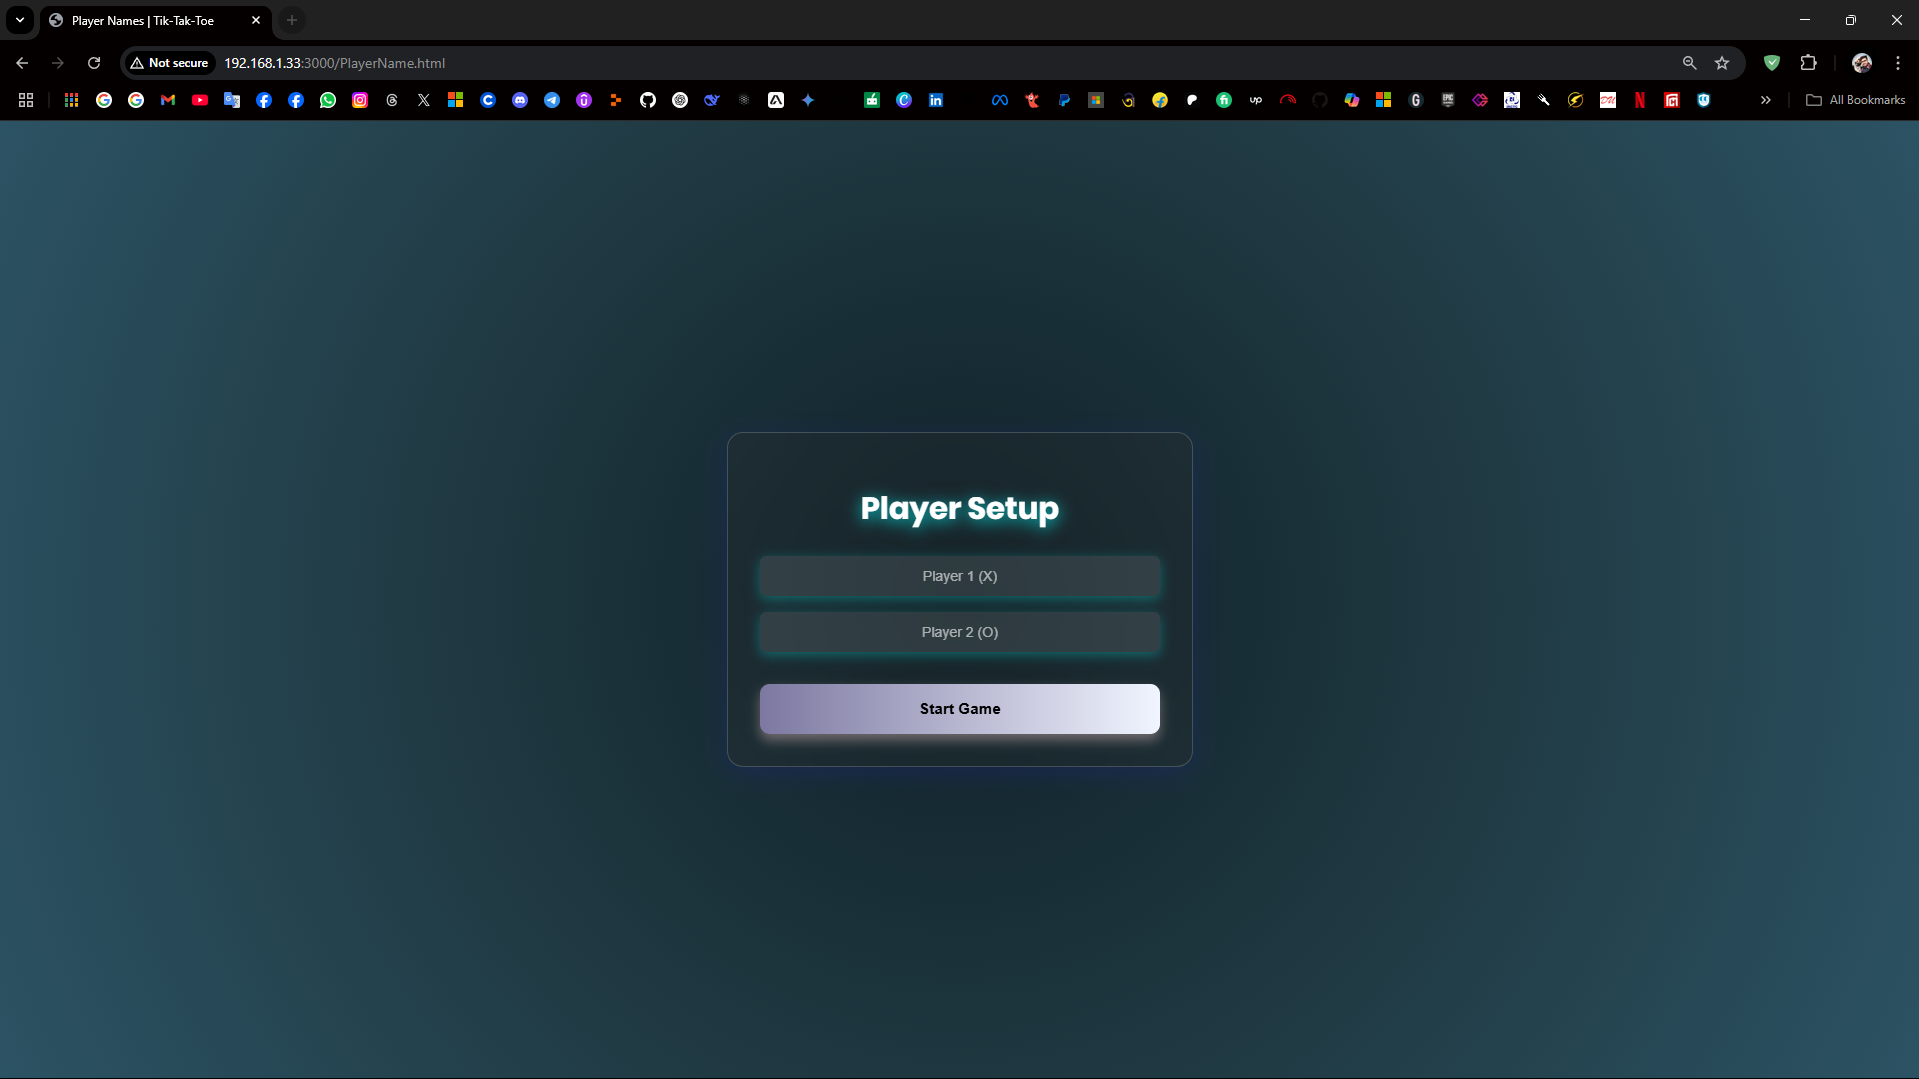 Player Names | Tik-Tak-Toe
Not secure
192.168.1.33:3000/PlayerName.html
All Bookmarks
Player Setup
Player 1 (X)
Player 2 (O)
Start Game